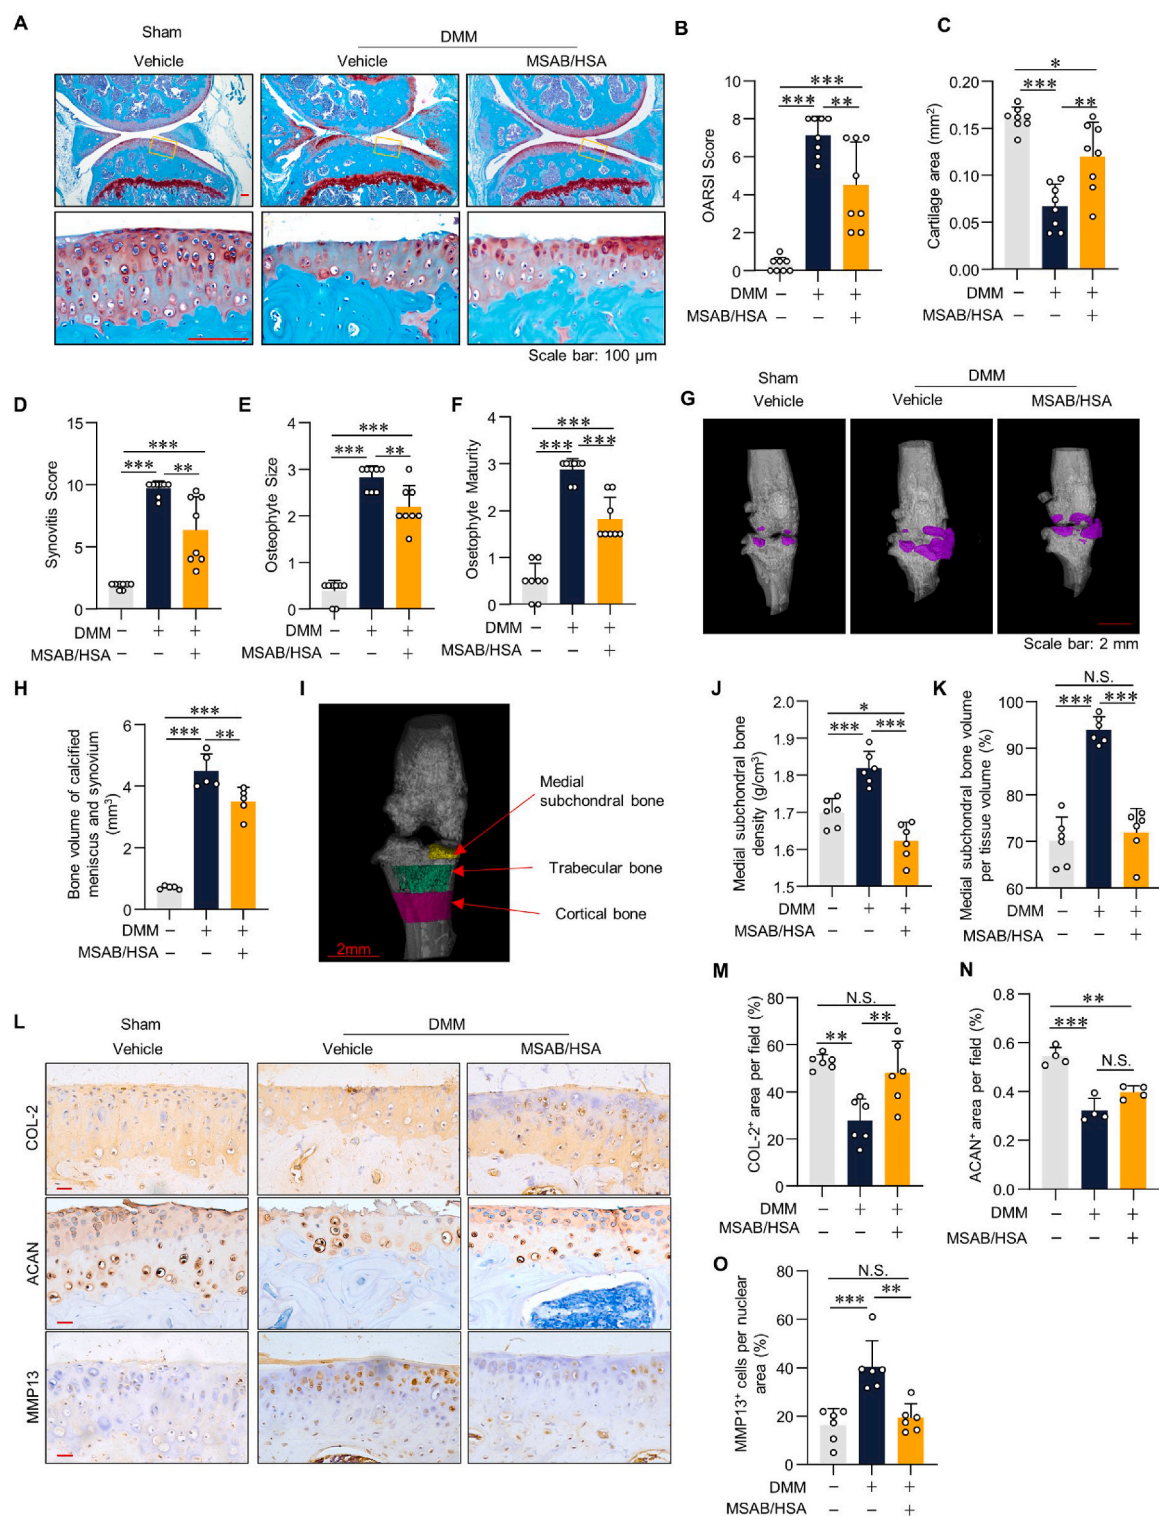 A
Sham
DMM
Vehicle
Vehicle
MSAB/HSA
Scale bar: 100 μm
B
OARSI Score
10
8
6
4
2
0
***
*** **
DMM − + +
MSAB/HSA − − +
C
Cartilage area (mm²)
0.20
0.15
0.10
0.05
0.00
*
*** **
DMM − + +
MSAB/HSA − − +
D
Synovitis Score
15
10
5
0
***
*** **
DMM − + +
MSAB/HSA − − +
E
Osteophyte Size
4
3
2
1
0
***
*** **
DMM − + +
MSAB/HSA − − +
F
Ostophyte Maturity
4
3
2
1
0
***
*** ***
DMM − + +
MSAB/HSA − − +
G
Sham
DMM
Vehicle
Vehicle
MSAB/HSA
Scale bar: 2 mm
H
Bone volume of calcified
meniscus and synovium
(mm³)
6
4
2
0
***
*** **
DMM − + +
MSAB/HSA − − +
I
Medial
subchondral bone
Trabecular bone
Cortical bone
2mm
J
Medial subchondral bone
density (g/cm³)
2.0
1.9
1.8
1.7
1.6
1.5
*
*** ***
DMM − + +
MSAB/HSA − − +
K
Medial subchondral bone volume
per tissue volume (%)
100
90
80
70
60
N.S.
*** ***
DMM − + +
MSAB/HSA − − +
L
Sham
DMM
Vehicle
Vehicle
MSAB/HSA
COL-2
ACAN
MMP13
M
COL-2⁺ area per field (%)
80
60
40
20
0
N.S.
** **
DMM − + +
MSAB/HSA − − +
N
ACAN⁺ area per field (%)
0.8
0.6
0.4
0.2
0.0
**
*** N.S.
DMM − + +
MSAB/HSA − − +
O
MMP13⁺ cells per nuclear
area (%)
80
60
40
20
0
N.S.
*** **
DMM − + +
MSAB/HSA − − +